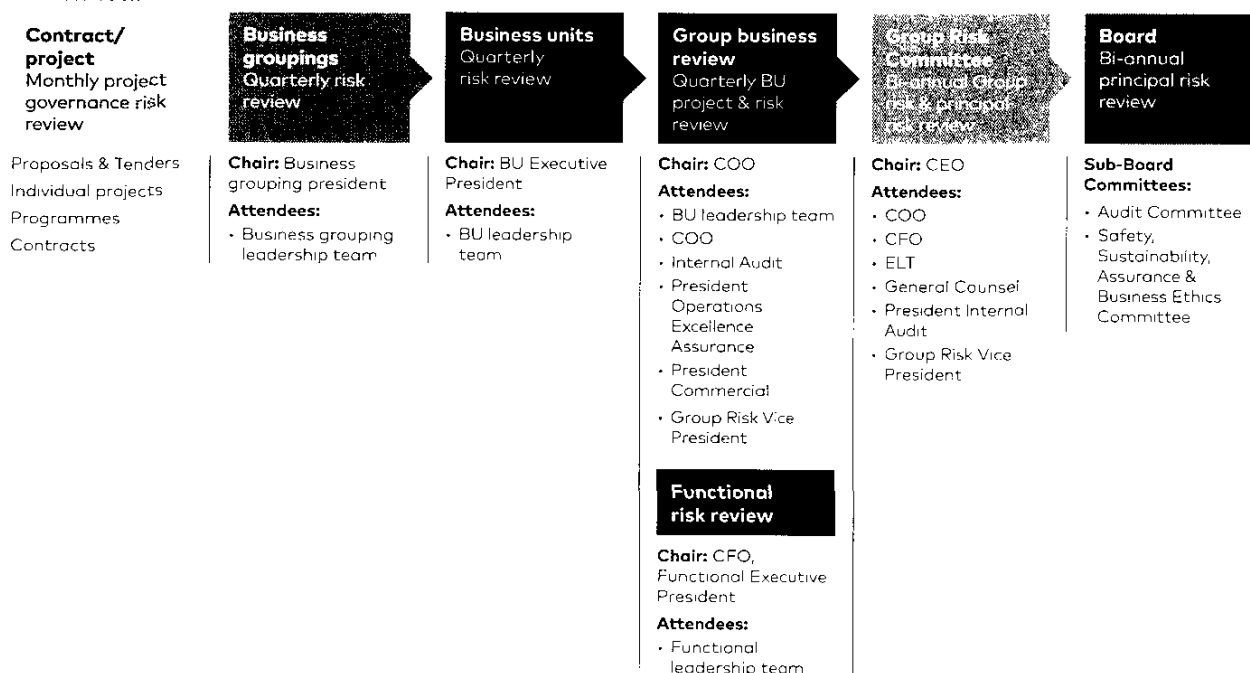 Contract/
project
Monthly project
governance risk
review
Proposals & Tenders
Individual projects
Programmes
Contracts
Business
groupings
Quarterly risk
review
Chair: Business
grouping president
Attendees:
• Business grouping
leadership team
Business units
Quarterly
risk review
Chair: BU Executive
President
Attendees:
• BU leadership
team
Group business
review
Quarterly BU
project & risk
review
Chair: COO
Attendees:
• BU leadership team
• COO
• Internal Audit
• President
Operations
Excellence
Assurance
• President
Commercial
• Group Risk Vice
President
Functional
risk review
Chair: CFO,
Functional Executive
President
Attendees:
• Functional
leadership team
Group Risk
Committee
Bi-annual Group
risk & principal
risk review
Chair: CEO
Attendees:
• COO
• CFO
• ELT
• General Counsel
• President Internal
Audit
• Group Risk Vice
President
Board
Bi-annual
principal risk
review
Sub-Board
Committees:
• Audit Committee
• Safety,
Sustainability,
Assurance &
Business Ethics
Committee